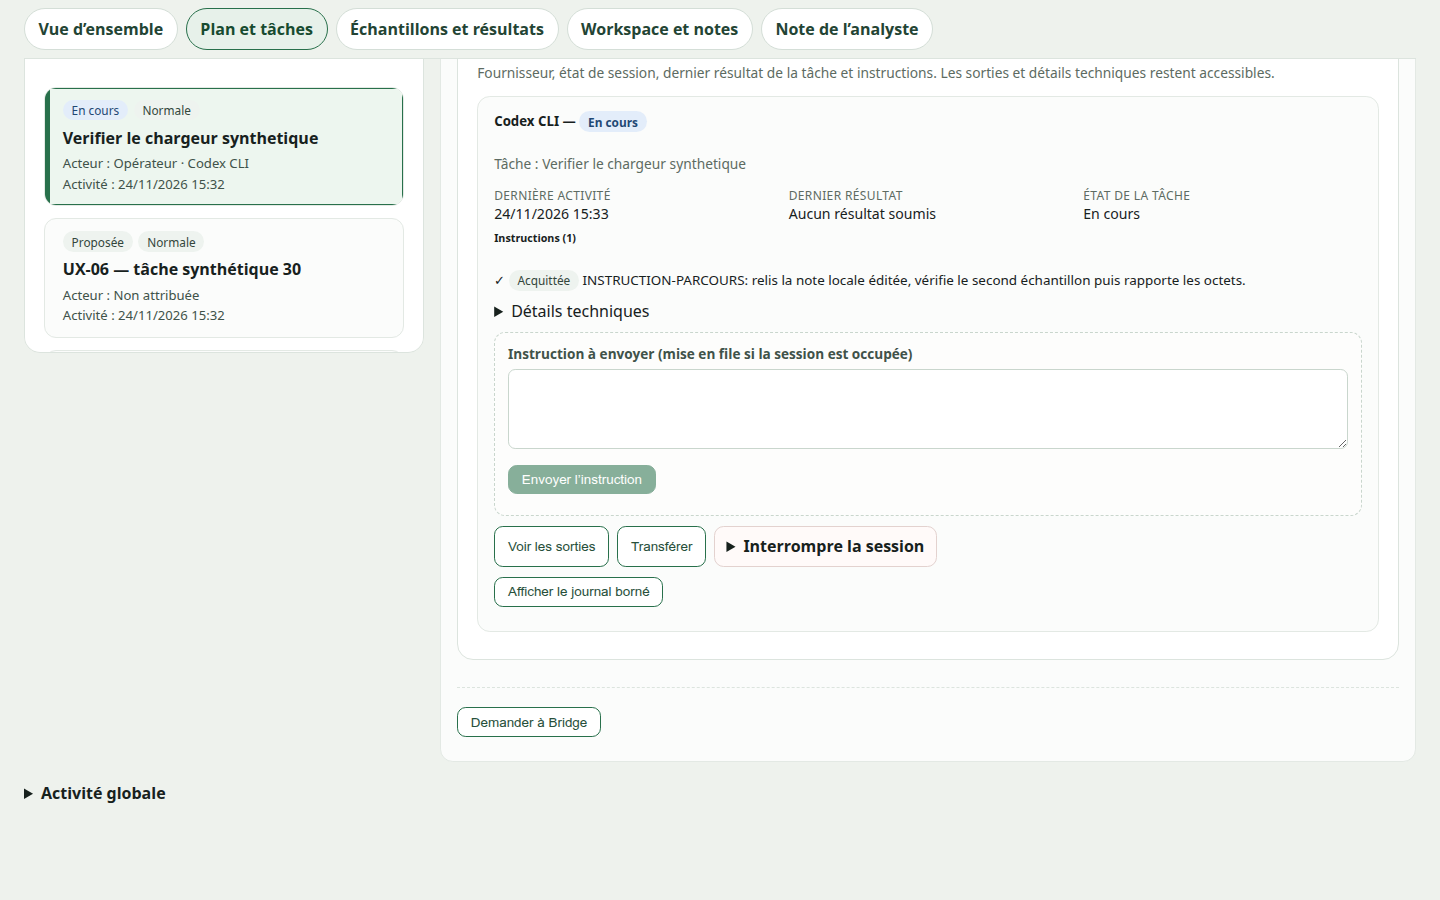 Vue d’ensemble
Plan et tâches
Échantillons et résultats
Workspace et notes
Note de l’analyste
En cours
Normale
Verifier le chargeur synthetique
Acteur : Opérateur · Codex CLI
Activité : 24/11/2026 15:32
Proposée
Normale
UX-06 — tâche synthétique 30
Acteur : Non attribuée
Activité : 24/11/2026 15:32
Fournisseur, état de session, dernier résultat de la tâche et instructions. Les sorties et détails techniques restent accessibles.
Codex CLI — En cours
Tâche : Verifier le chargeur synthetique
DERNIÈRE ACTIVITÉ
24/11/2026 15:33
DERNIER RÉSULTAT
Aucun résultat soumis
ÉTAT DE LA TÂCHE
En cours
Instructions (1)
✓ Acquittée INSTRUCTION-PARCOURS: relis la note locale éditée, vérifie le second échantillon puis rapporte les octets.
Détails techniques
Instruction à envoyer (mise en file si la session est occupée)
Envoyer l’instruction
Voir les sorties
Transférer
Interrompre la session
Afficher le journal borné
Demander à Bridge
Activité globale